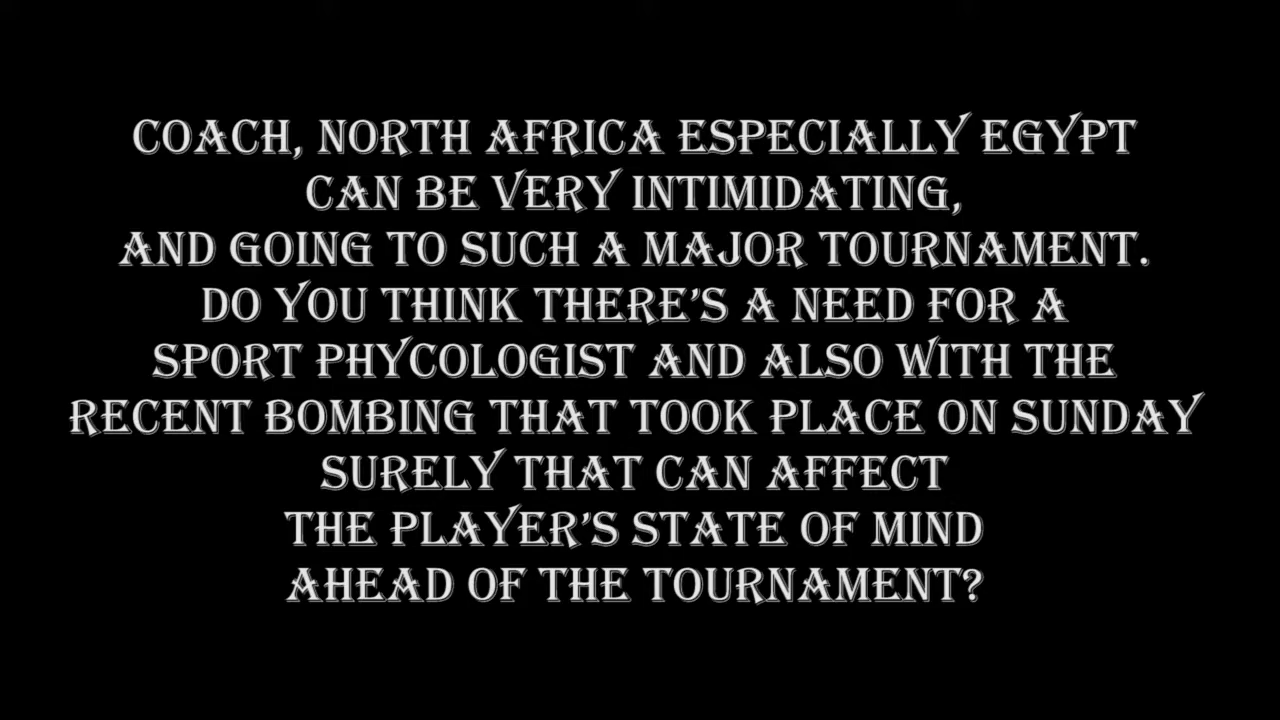 COACH, NORTH AFRICA ESPECIALLY EGYPT
CAN BE VERY INTIMIDATING,
AND GOING TO SUCH A MAJOR TOURNAMENT.
DO YOU THINK THERE'S A NEED FOR A
SPORT PHYCOLOGIST AND ALSO WITH THE
RECENT BOMBING THAT TOOK PLACE ON SUNDAY
SURELY THAT CAN AFFECT
THE PLAYER'S STATE OF MIND
AHEAD OF THE TOURNAMENT?